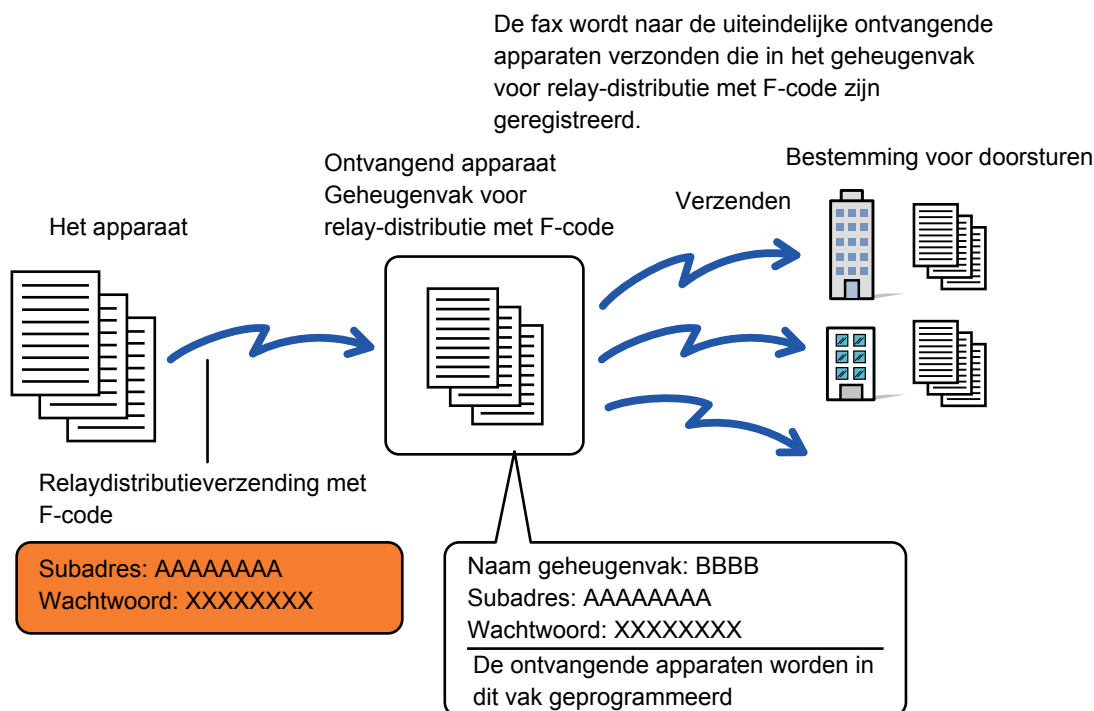 De fax wordt naar de uiteindelijke ontvangende
apparaten verzonden die in het geheugenvak
voor relay-distributie met F-code zijn
geregistreerd.
Ontvangend apparaat
Geheugenvak voor
relay-distributie met F-code
Bestemming voor doorsturen
Verzenden
Het apparaat
Relaydistributieverzending met
F-code
Subadres: AAAAAAAA
Wachtwoord: XXXXXXXX
Naam geheugenvak: BBBB
Subadres: AAAAAAAA
Wachtwoord: XXXXXXXX
De ontvangende apparaten worden in
dit vak geprogrammeerd